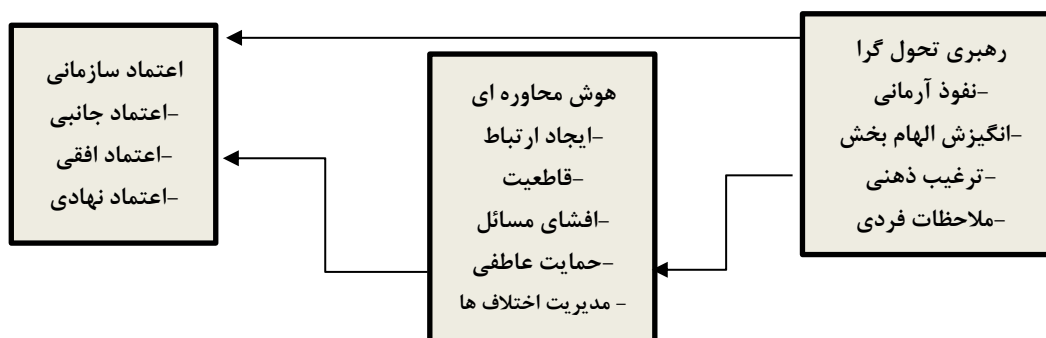 رهبری تحول گرا
-نفوذ آرمانی
-انگیزش الهام بخش
-ترغیب ذهنی
-ملاحظات فردی
هوش محاوره ای
-ایجاد ارتباط
-قاطعیت
-افشای مسائل
-حمایت عاطفی
- مدیریت اختلاف ها
اعتماد سازمانی
-اعتماد جانبی
-اعتماد افقی
-اعتماد نهادی